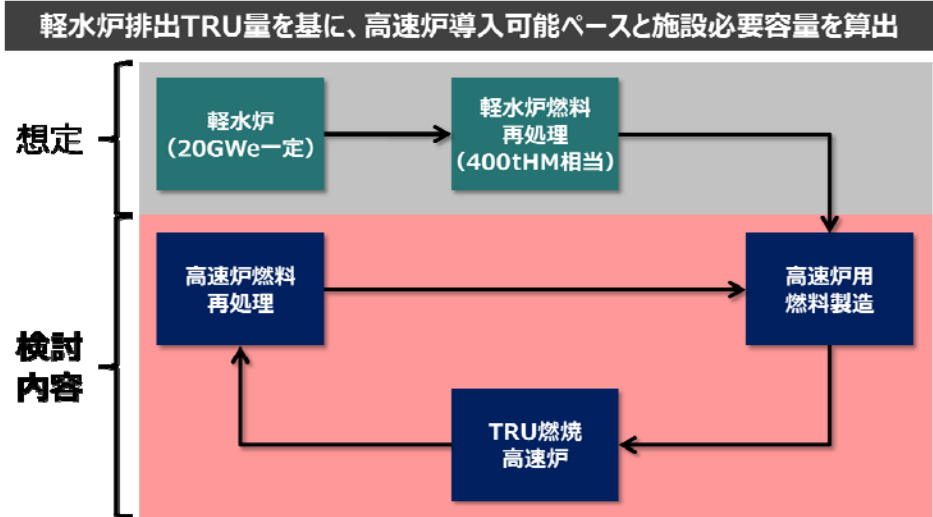 軽水炉排出TRU量を基に、高速炉導入可能ペースと施設必要容量を算出
想定
軽水炉
（20GWe一定）
軽水炉燃料
再処理
（400tHM相当）
検討
内容
高速炉燃料
再処理
高速炉用
燃料製造
TRU燃焼
高速炉